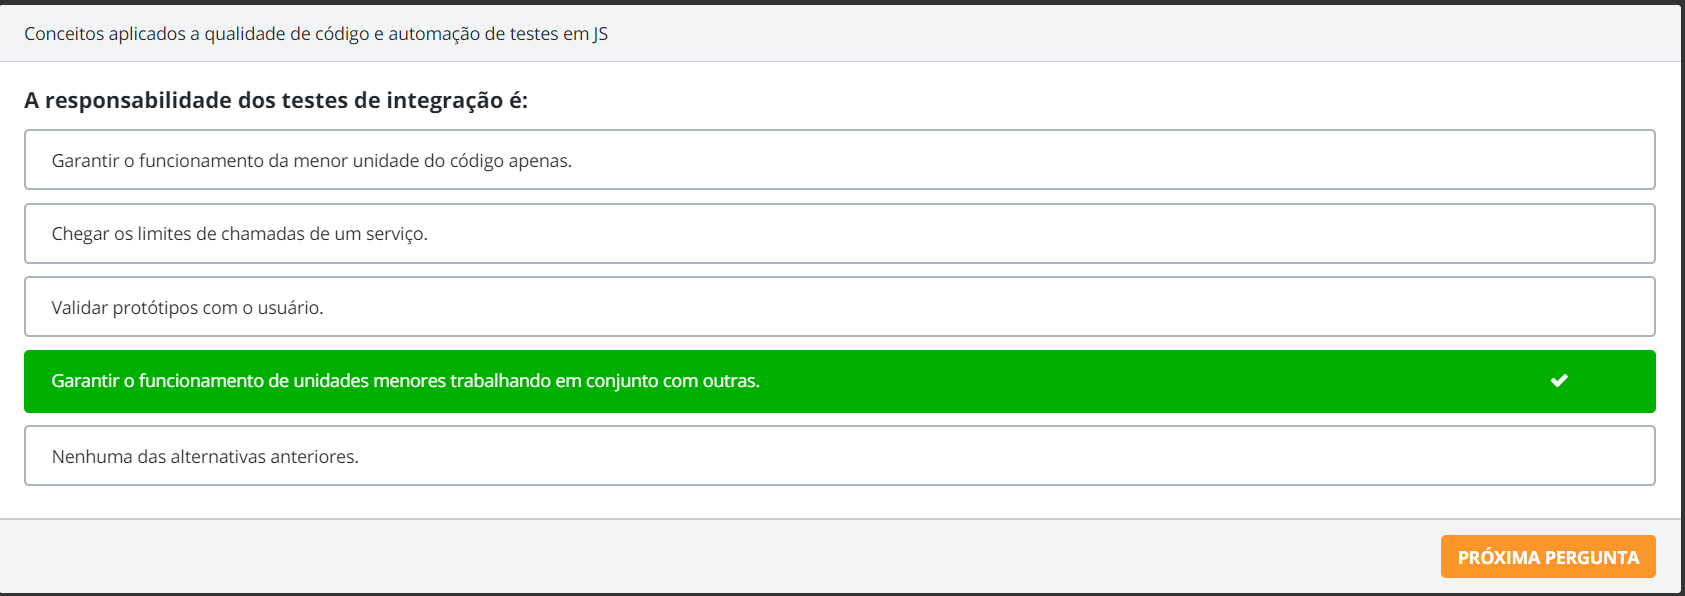 Conceitos aplicados a qualidade de código e automação de testes em JS
A responsabilidade dos testes de integração é:
Garantir o funcionamento da menor unidade do código apenas.
Chegar os limites de chamadas de um serviço.
Validar protótipos com o usuário.
Garantir o funcionamento de unidades menores trabalhando em conjunto com outras.
Nenhuma das alternativas anteriores.
PRÓXIMA PERGUNTA